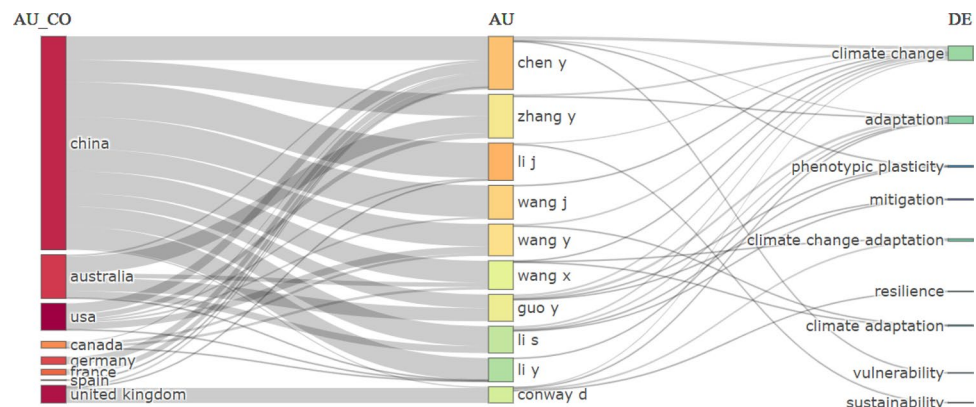 AU_CO
AU
DE
china
australia
usa
canada
germany
france
spain
united kingdom
chen y
zhang y
li j
wang j
wang y
wang x
guo y
li s
li y
conway d
climate change
adaptation
phenotypic plasticity
mitigation
climate change adaptation
resilience
climate adaptation
vulnerability
sustainability